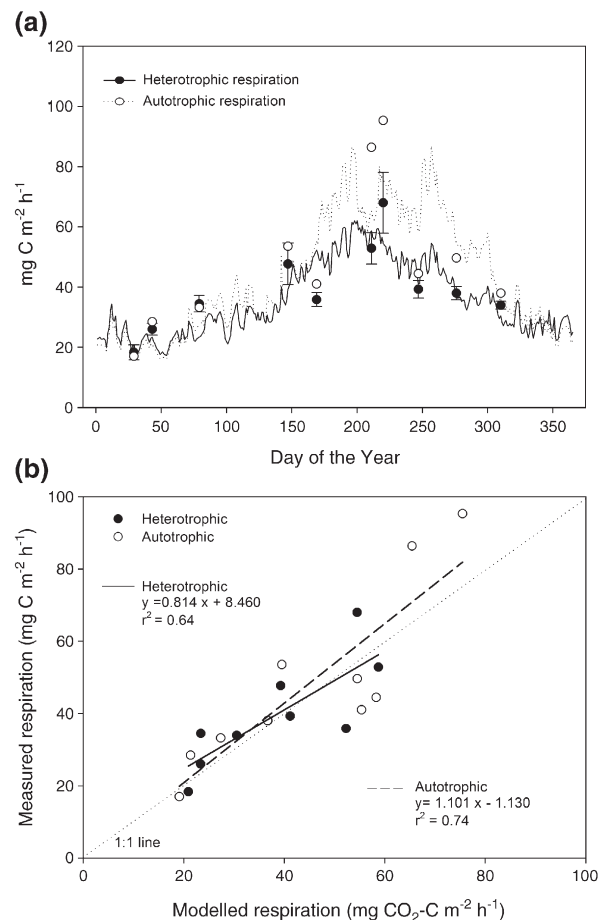 (a)
120
100
80
60
40
20
0
mg C m⁻² h⁻¹
Heterotrophic respiration
Autotrophic respiration
0 50 100 150 200 250 300 350
Day of the Year
(b)
100
80
60
40
20
0
Measured respiration (mg C m⁻² h⁻¹)
Heterotrophic
Autotrophic
Heterotrophic
y =0.814 x + 8.460
r² = 0.64
Autotrophic
y= 1.101 x - 1.130
r² = 0.74
1:1 line
0 20 40 60 80 100
Modelled respiration (mg CO₂-C m⁻² h⁻¹)